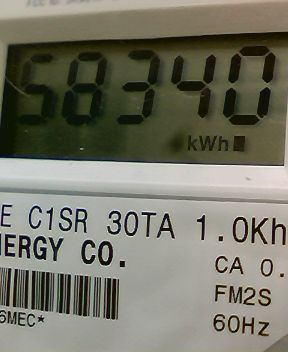 58340
kWh
E C1SR 30TA 1.0Kh
NERGY CO.
CA 0.
FM2S
6MEC*
60Hz